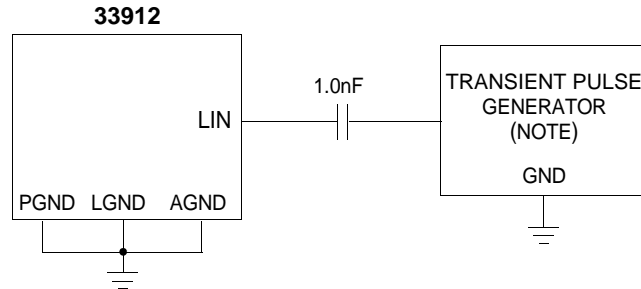 33912
1.0nF
LIN
PGND LGND AGND
TRANSIENT PULSE
GENERATOR
(NOTE)
GND